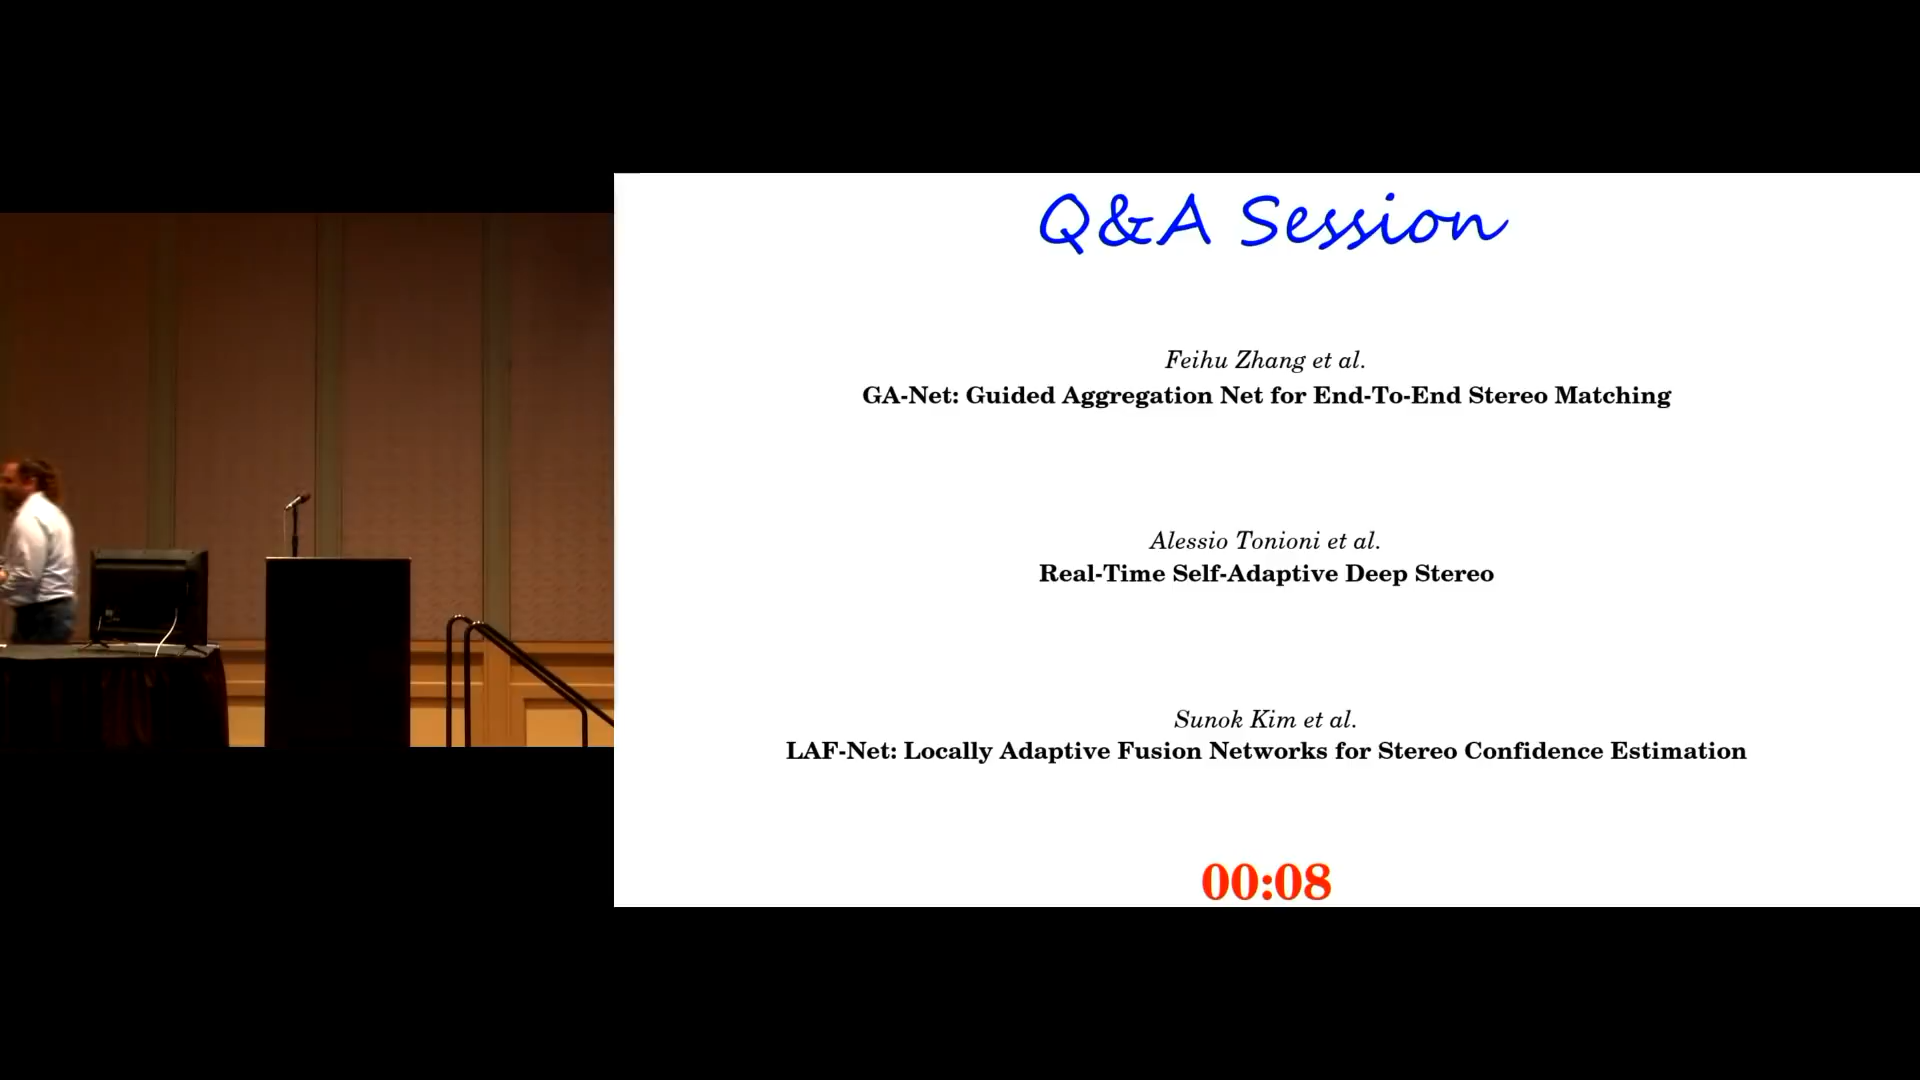 Q&A Session
Feihu Zhang et al.
GA-Net: Guided Aggregation Net for End-To-End Stereo Matching
Alessio Tonioni et al.
Real-Time Self-Adaptive Deep Stereo
Sunok Kim et al.
LAF-Net: Locally Adaptive Fusion Networks for Stereo Confidence Estimation
00:08